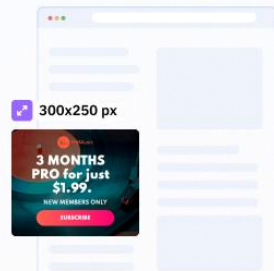 300x250 px
3 MONTHS
PRO for just
$1.99.
NEW MEMBERS ONLY
SUBSCRIBE